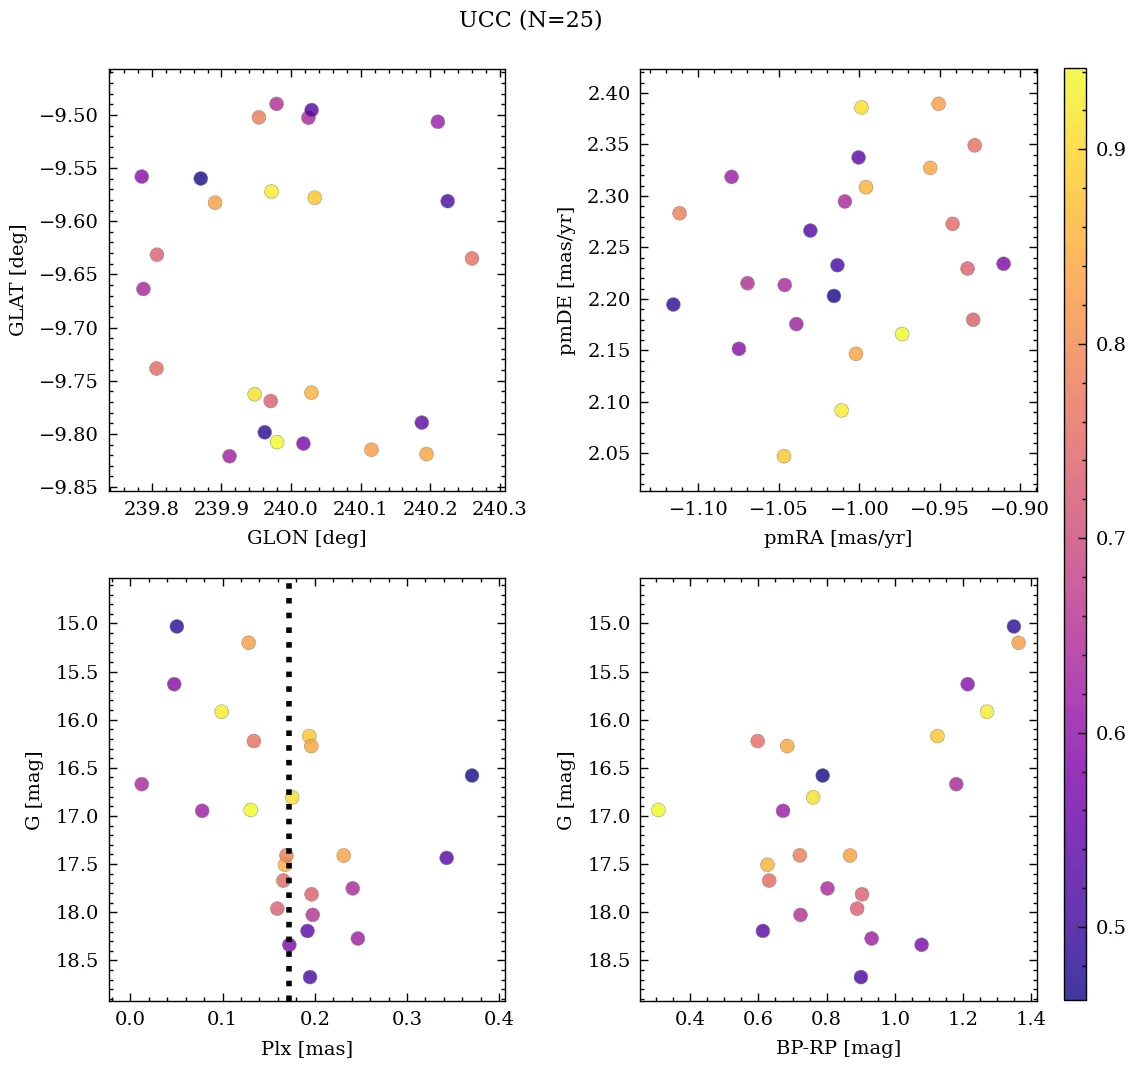 UCC (N=25)
−9.50
−9.55
−9.60
−9.65
−9.70
−9.75
−9.80
−9.85
GLAT [deg]
239.8 239.9 240.0 240.1 240.2 240.3
GLON [deg]
2.40
2.35
2.30
2.25
2.20
2.15
2.10
2.05
pmDE [mas/yr]
−1.10 −1.05 −1.00 −0.95 −0.90
pmRA [mas/yr]
15.0
15.5
16.0
16.5
17.0
17.5
18.0
18.5
G [mag]
0.0 0.1 0.2 0.3 0.4
Plx [mas]
15.0
15.5
16.0
16.5
17.0
17.5
18.0
18.5
G [mag]
0.4 0.6 0.8 1.0 1.2 1.4
BP-RP [mag]
0.9
0.8
0.7
0.6
0.5